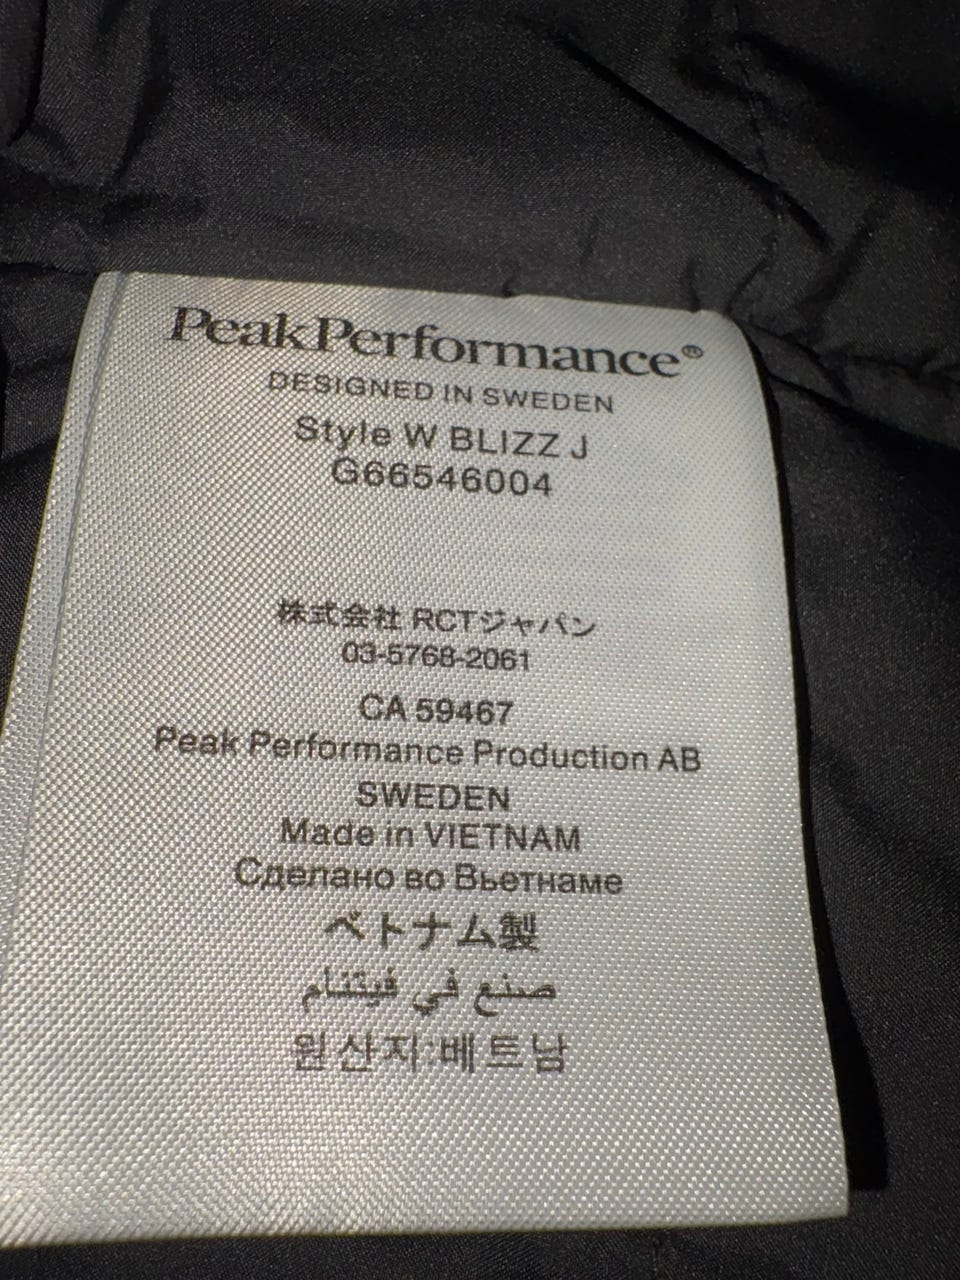 PeakPerformance®
DESIGNED IN SWEDEN
Style W BLIZZ J
G66546004
株式会社 RCTジャパン
03-5768-2061
CA 59467
Peak Performance Production AB
SWEDEN
Made in VIETNAM
Сделано во Вьетнаме
ベトナム製
صنع في فيتنام
원산지:베트남